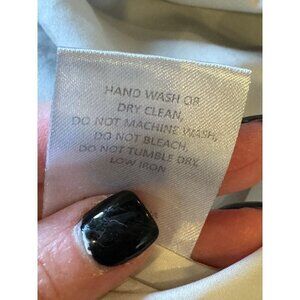 HAND WASH OR
DRY CLEAN,
DO NOT MACHINE WASH,
DO NOT BLEACH,
DO NOT TUMBLE DRY,
LOW IRON